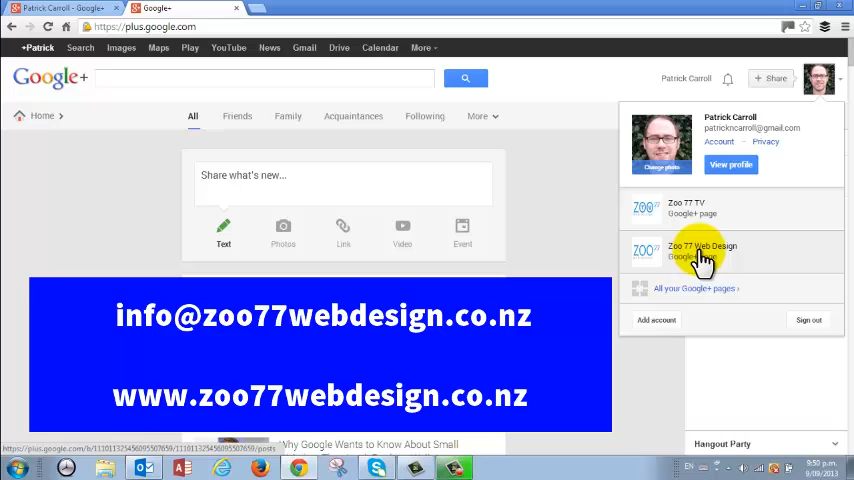 Patrick Carroll - Google+
Google+
https://plus.google.com
+Patrick Search Images Maps Play YouTube News Gmail Drive Calendar More
Google+
Patrick Carroll
+ Share
Home
All Friends Family Acquaintances Following More
Patrick Carroll
patrickncarroll@gmail.com
Account - Privacy
Change photo
View profile
Share what's new...
Text Photos Link Video Event
ZOO77
Zoo 77 TV
Google+ page
ZOO77
Zoo 77 Web Design
All your Google+ pages ›
Add account
Sign out
info@zoo77webdesign.co.nz
www.zoo77webdesign.co.nz
Why Google Wants to Know About Small
Hangout Party
EN
9:50 p.m.
9/09/2013